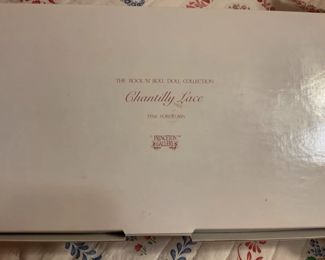 THE ROCK 'N' ROLL DOLL COLLECTION
Chantilly Lace
FINE PORCELAIN
PRINCETON
GALLERY